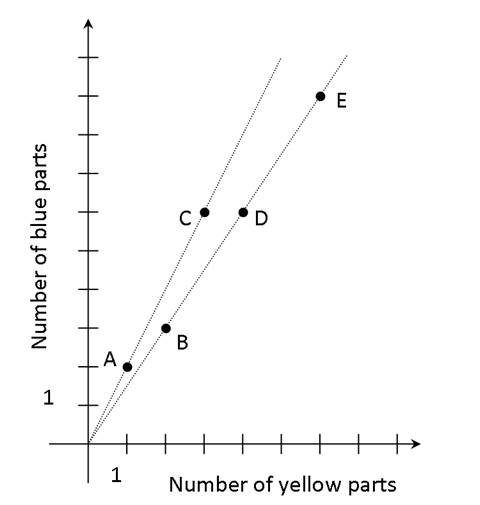 Number of blue parts
E
C
D
B
A
1
1
Number of yellow parts